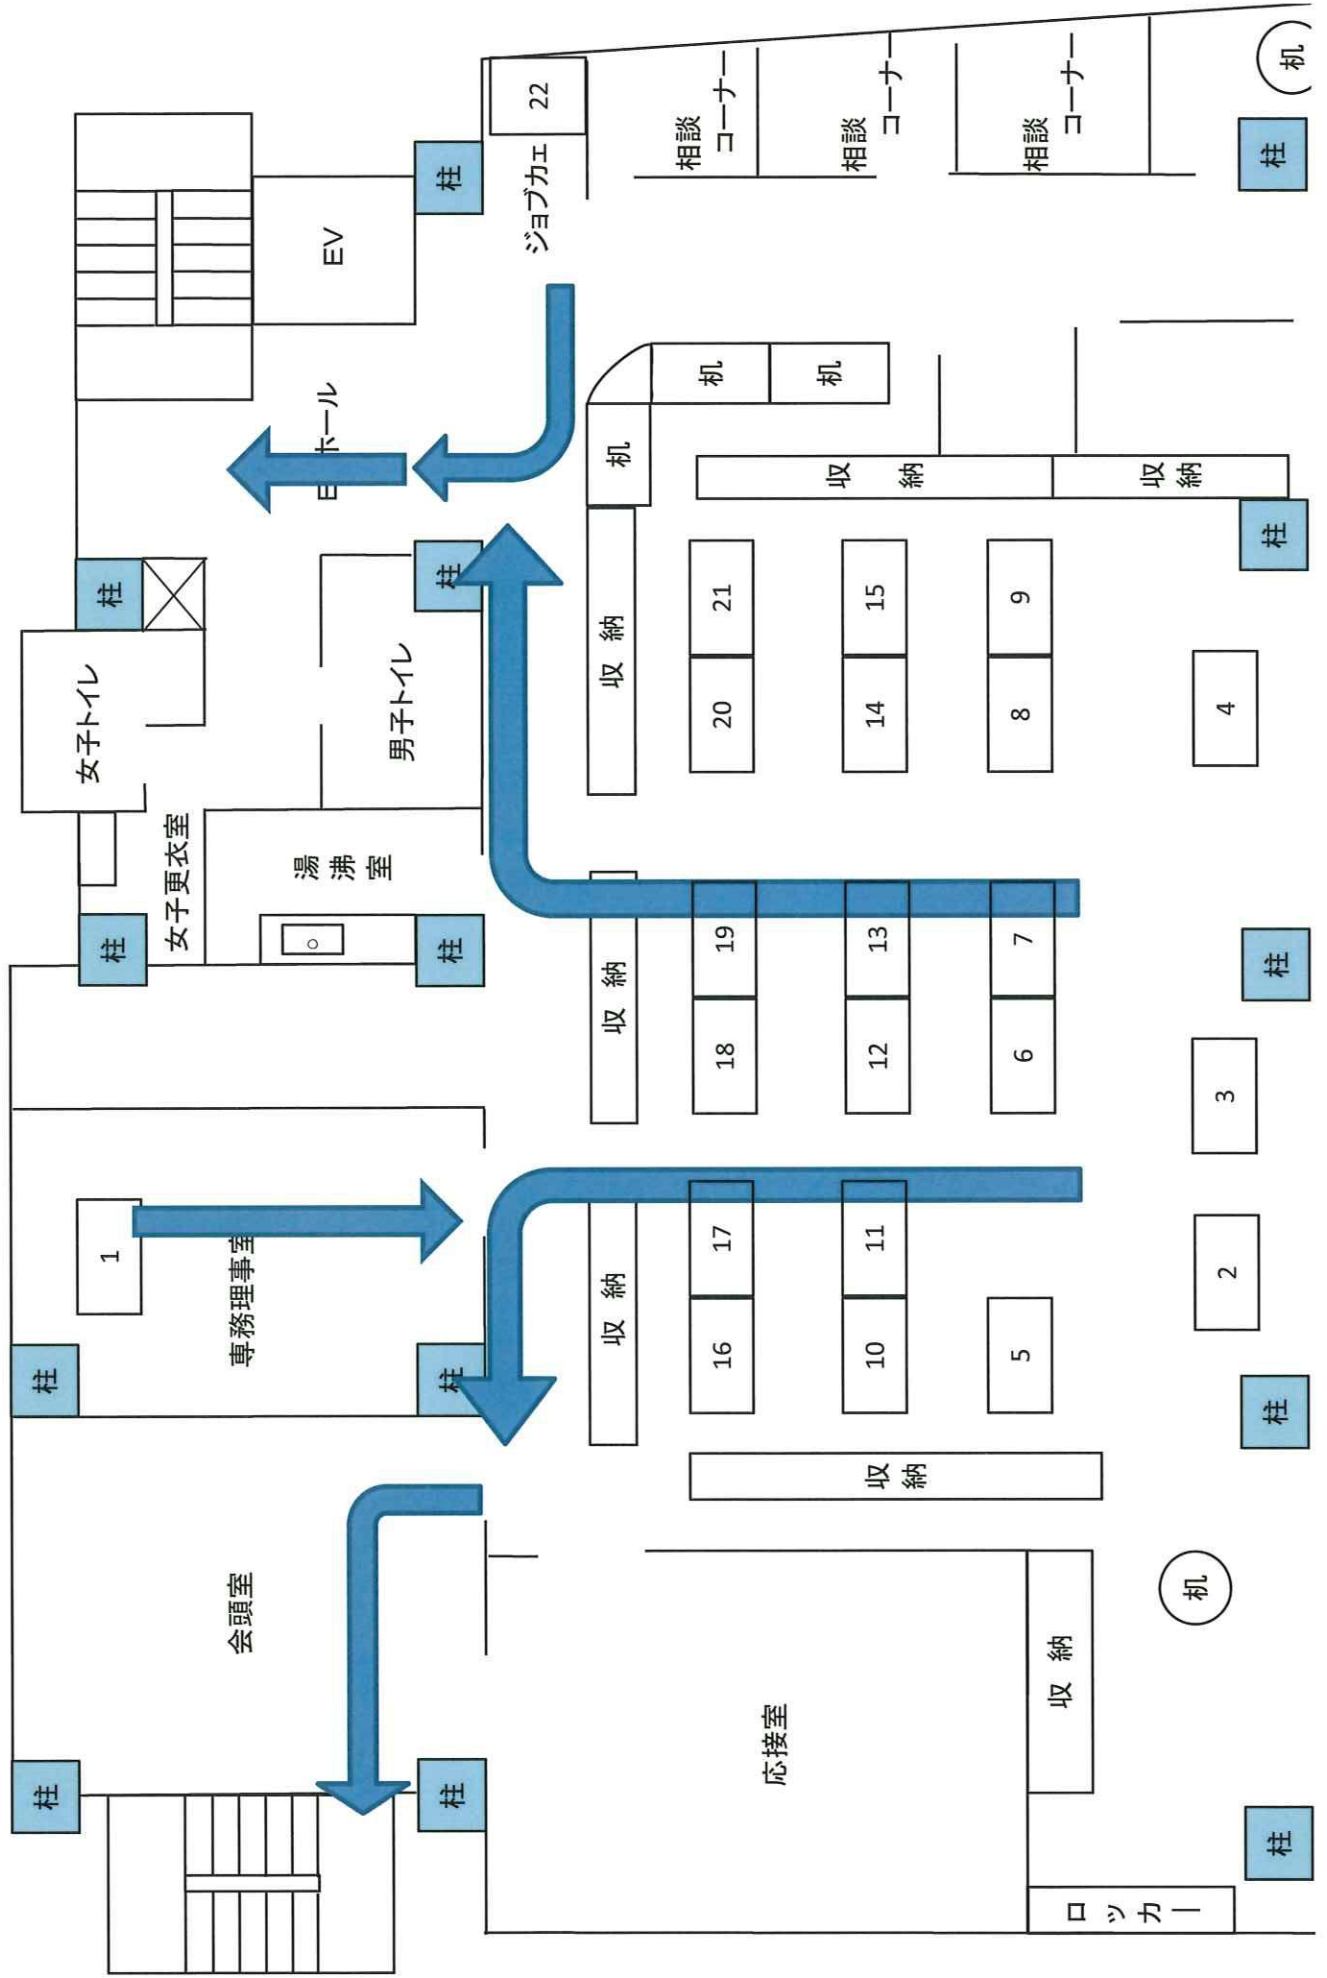 柱
柱
1
柱
女子トイレ
柱
女子更衣室
会頭室
専務理事室
湯沸室
EV
ホール
男子トイレ
柱
柱
柱
柱
柱
ジョブカェ
22
収納
収納
収納
机
相談
コーナー
机
机
16
17
18
19
20
21
応接室
収納
収納
10
11
12
13
14
15
相談
コーナー
5
6
7
8
9
相談
コーナー
収納
収納
ロッカー
机
2
3
4
柱
柱
柱
柱
柱
机